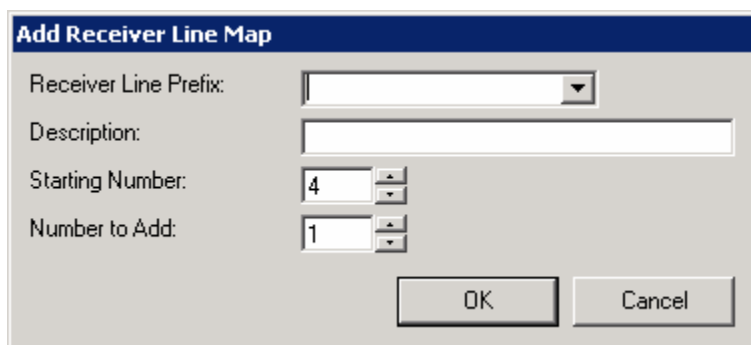 Add Receiver Line Map
Receiver Line Prefix:
Description:
Starting Number: 4
Number to Add: 1
OK Cancel